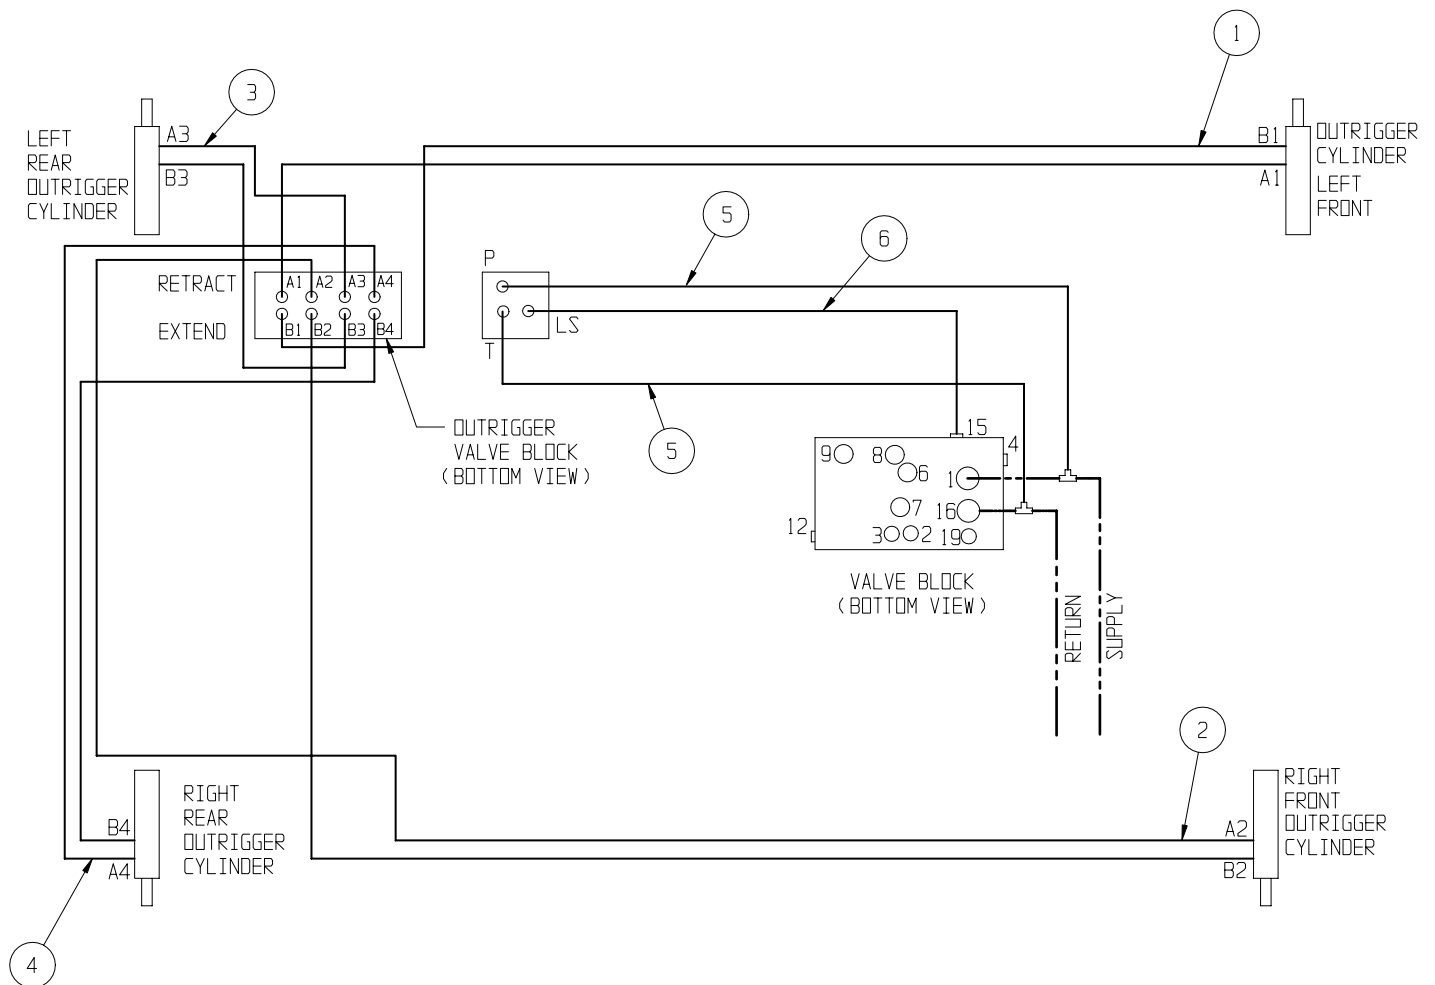 1
3
LEFT
REAR
OUTRIGGER
CYLINDER
A3
B3
B1
A1
OUTRIGGER
CYLINDER
LEFT
FRONT
5
6
RETRACT
A1 A2 A3 A4
EXTEND
B1 B2 B3 B4
P
LS
T
5
OUTRIGGER
VALVE BLOCK
(BOTTOM VIEW)
15
4
9 8
6
1
7
16
12
3 2 19
VALVE BLOCK
(BOTTOM VIEW)
RETURN
SUPPLY
2
RIGHT
REAR
OUTRIGGER
CYLINDER
B4
A4
A2
B2
RIGHT
FRONT
OUTRIGGER
CYLINDER
4